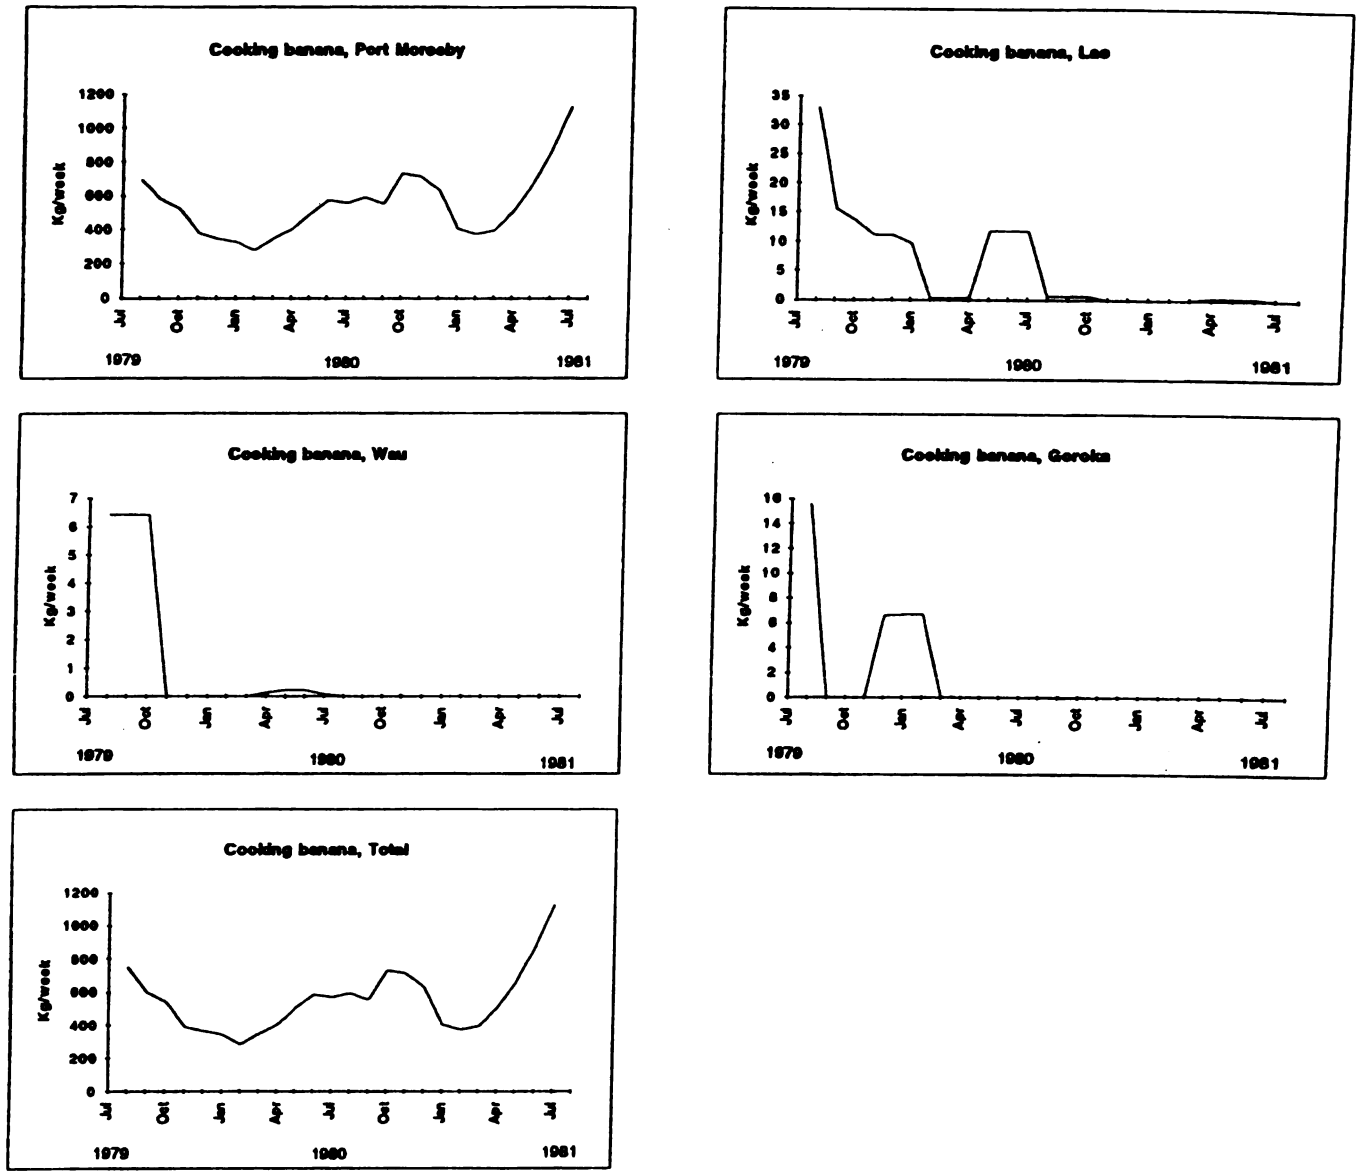 Cooking banana, Port Moresby
1200
1000
800
600
400
200
0
Kg/week
Jul
Oct
Jan
Apr
Jul
Oct
Jan
Apr
Jul
1979
1980
1981
Cooking banana, Lae
35
30
25
20
15
10
5
0
Kg/week
Jul
Oct
Jan
Apr
Jul
Oct
Jan
Apr
Jul
1979
1980
1981
Cooking banana, Wau
7
6
5
4
3
2
1
0
Kg/week
Jul
Oct
Jan
Apr
Jul
Oct
Jan
Apr
Jul
1979
1980
1981
Cooking banana, Goroka
16
14
12
10
8
6
4
2
0
Kg/week
Jul
Oct
Jan
Apr
Jul
Oct
Jan
Apr
Jul
1979
1980
1981
Cooking banana, Total
1200
1000
800
600
400
200
0
Kg/week
Jul
Oct
Jan
Apr
Jul
Oct
Jan
Apr
Jul
1979
1980
1981